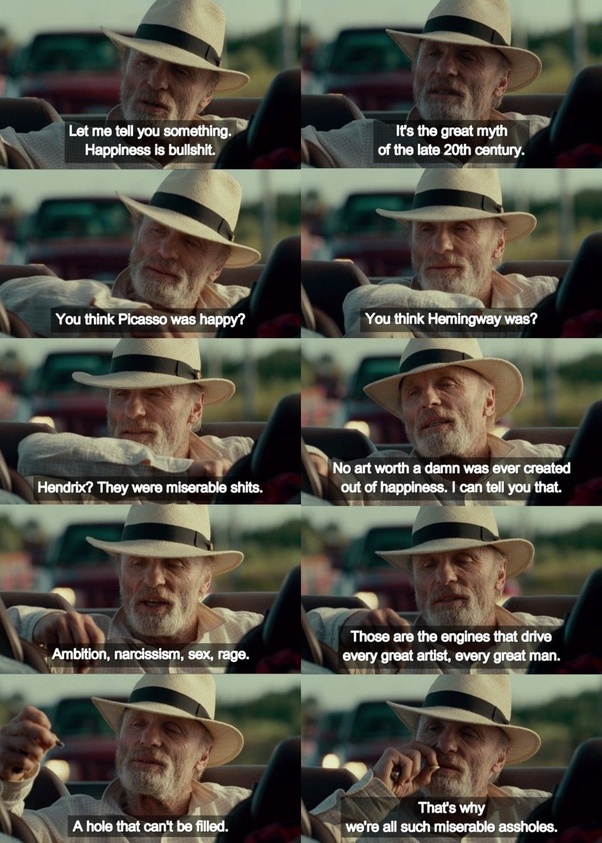 Let me tell you something.
Happiness is bullshit.
It's the great myth
of the late 20th century.
You think Picasso was happy?
You think Hemingway was?
Hendrix? They were miserable shits.
No art worth a damn was ever created
out of happiness. I can tell you that.
Ambition, narcissism, sex, rage.
Those are the engines that drive
every great artist, every great man.
A hole that can't be filled.
That's why
we're all such miserable assholes.